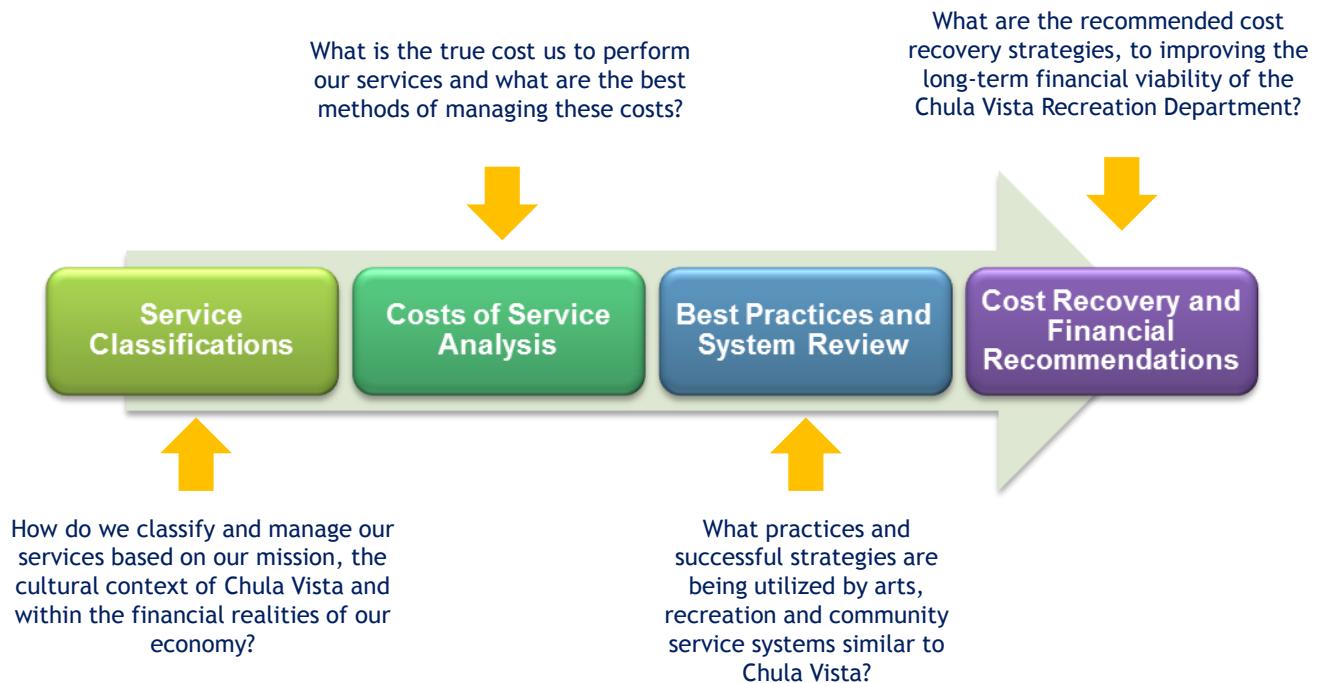 What is the true cost us to perform
our services and what are the best
methods of managing these costs?
What are the recommended cost
recovery strategies, to improving the
long-term financial viability of the
Chula Vista Recreation Department?
Service
Classifications
Costs of Service
Analysis
Best Practices and
System Review
Cost Recovery and
Financial
Recommendations
How do we classify and manage our
services based on our mission, the
cultural context of Chula Vista and
within the financial realities of our
economy?
What practices and
successful strategies are
being utilized by arts,
recreation and community
service systems similar to
Chula Vista?